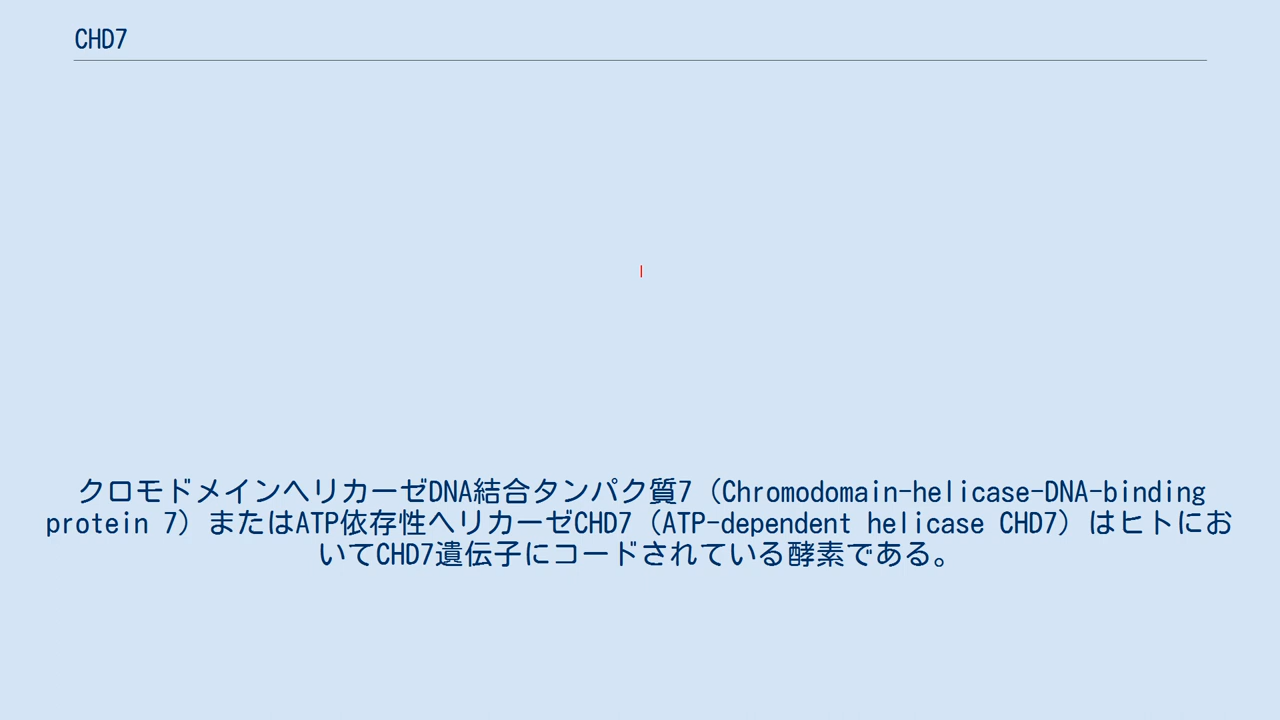 CHD7
クロモドメインヘリカーゼDNA結合タンパク質7（Chromodomain-helicase-DNA-binding
protein 7）またはATP依存性ヘリカーゼCHD7（ATP-dependent helicase CHD7）はヒトにお
いてCHD7遺伝子にコードされている酵素である。